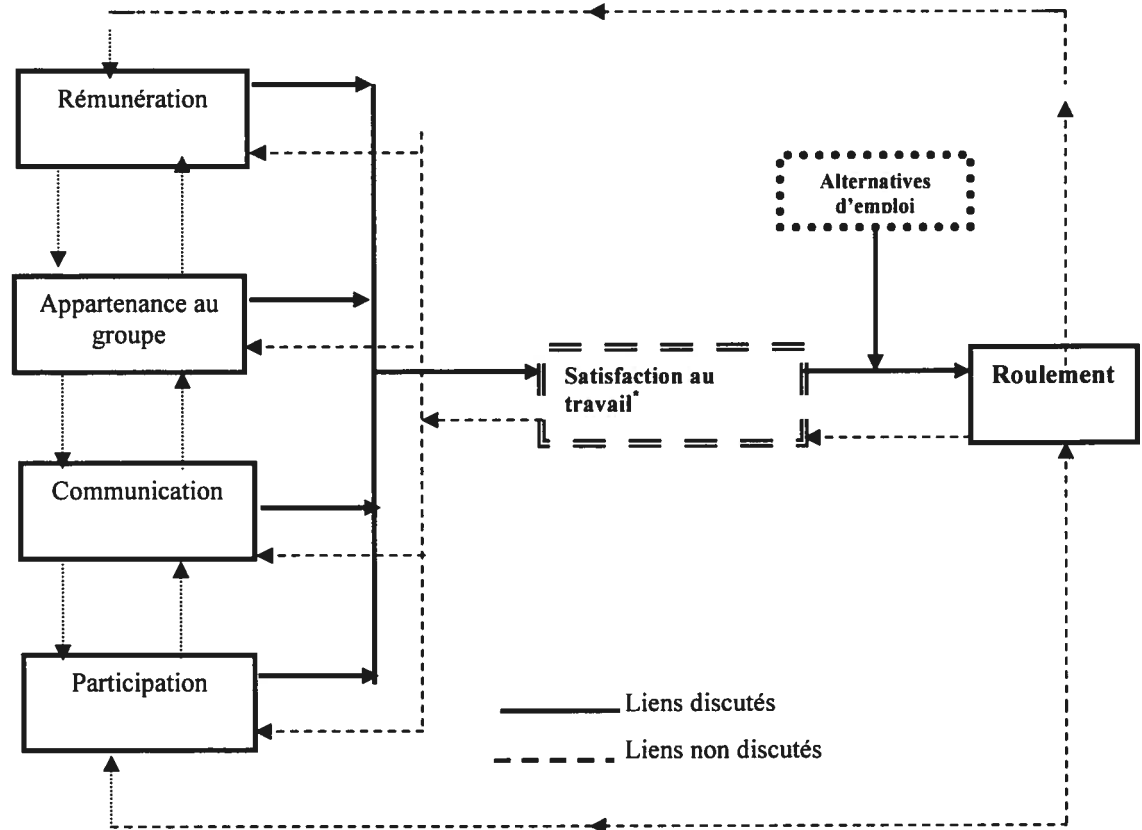 Rémunération
Alternatives
d'emploi
Appartenance au
groupe
Satisfaction au
travail*
Roulement
Communication
Participation
Liens discutés
Liens non discutés